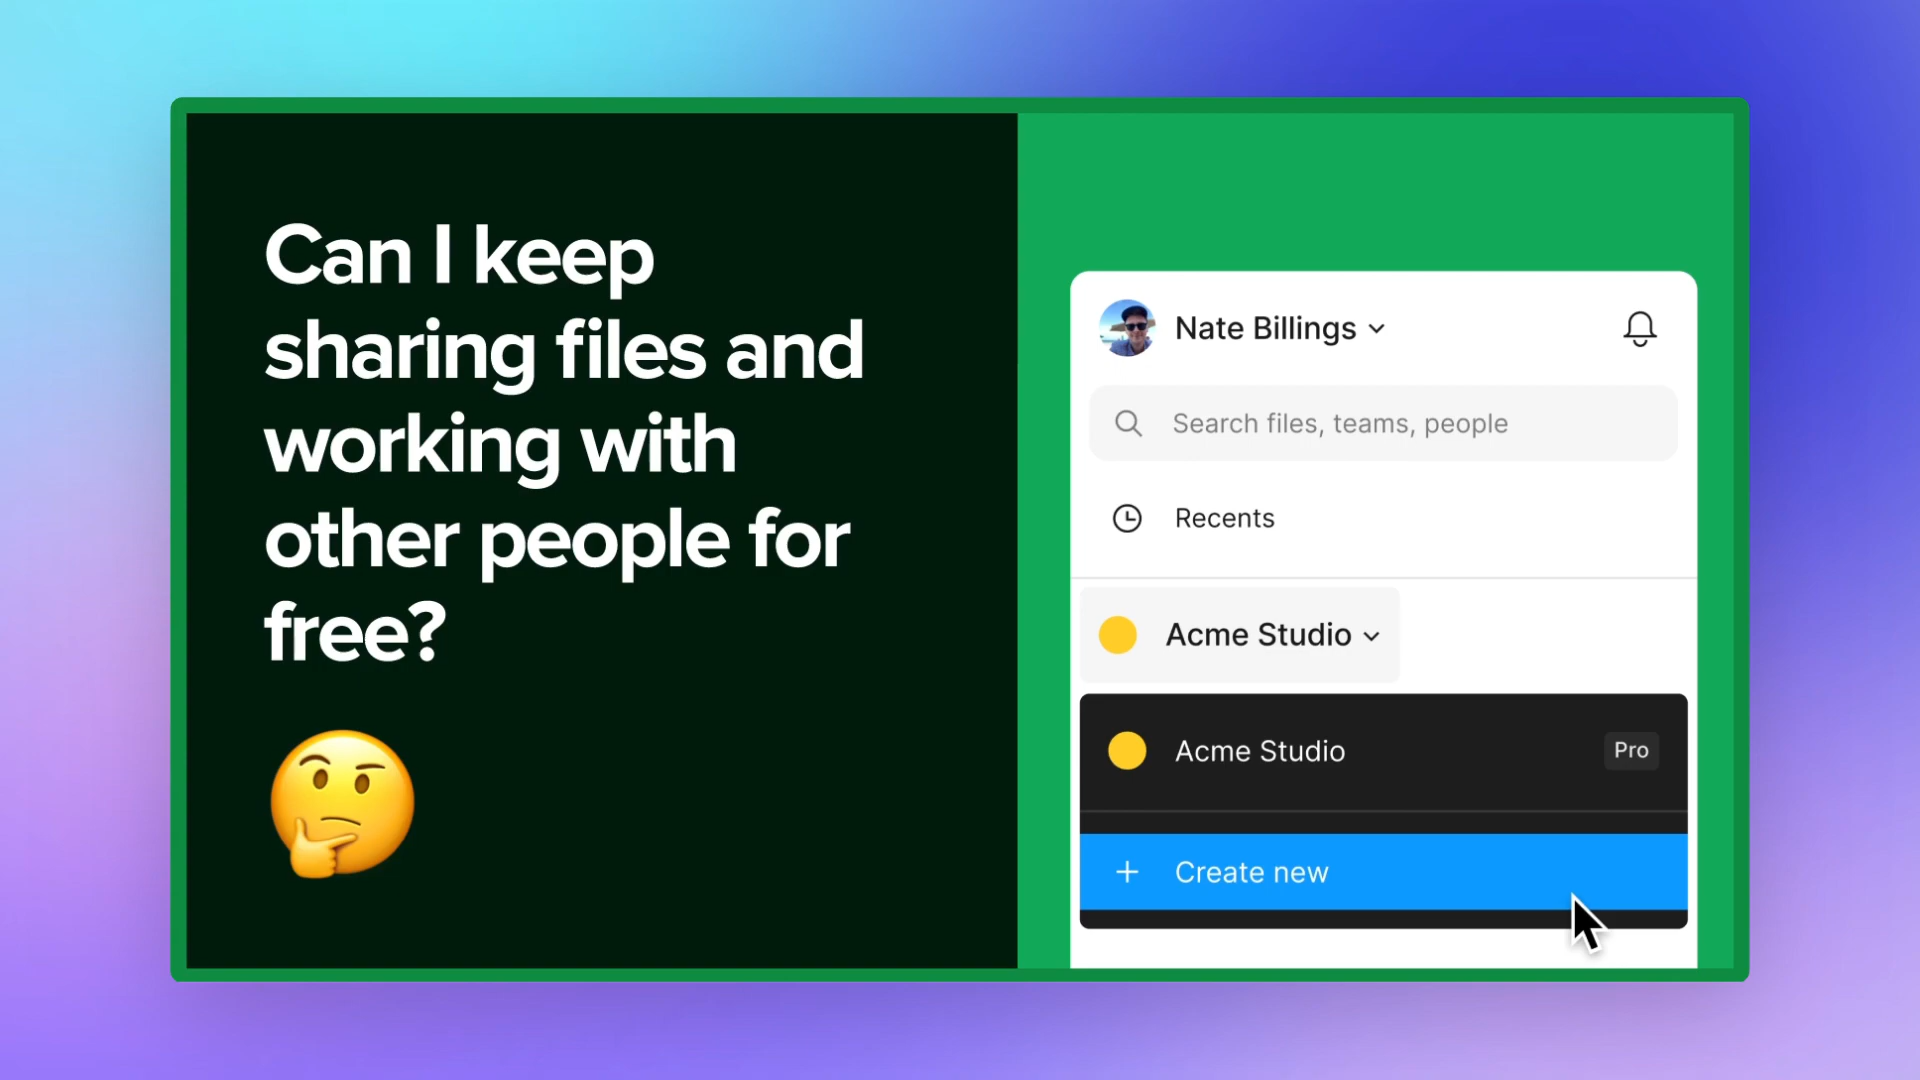 Can I keep
sharing files and
working with
other people for
free?
Nate Billings
Search files, teams, people
Recents
Acme Studio
Acme Studio
Pro
Create new